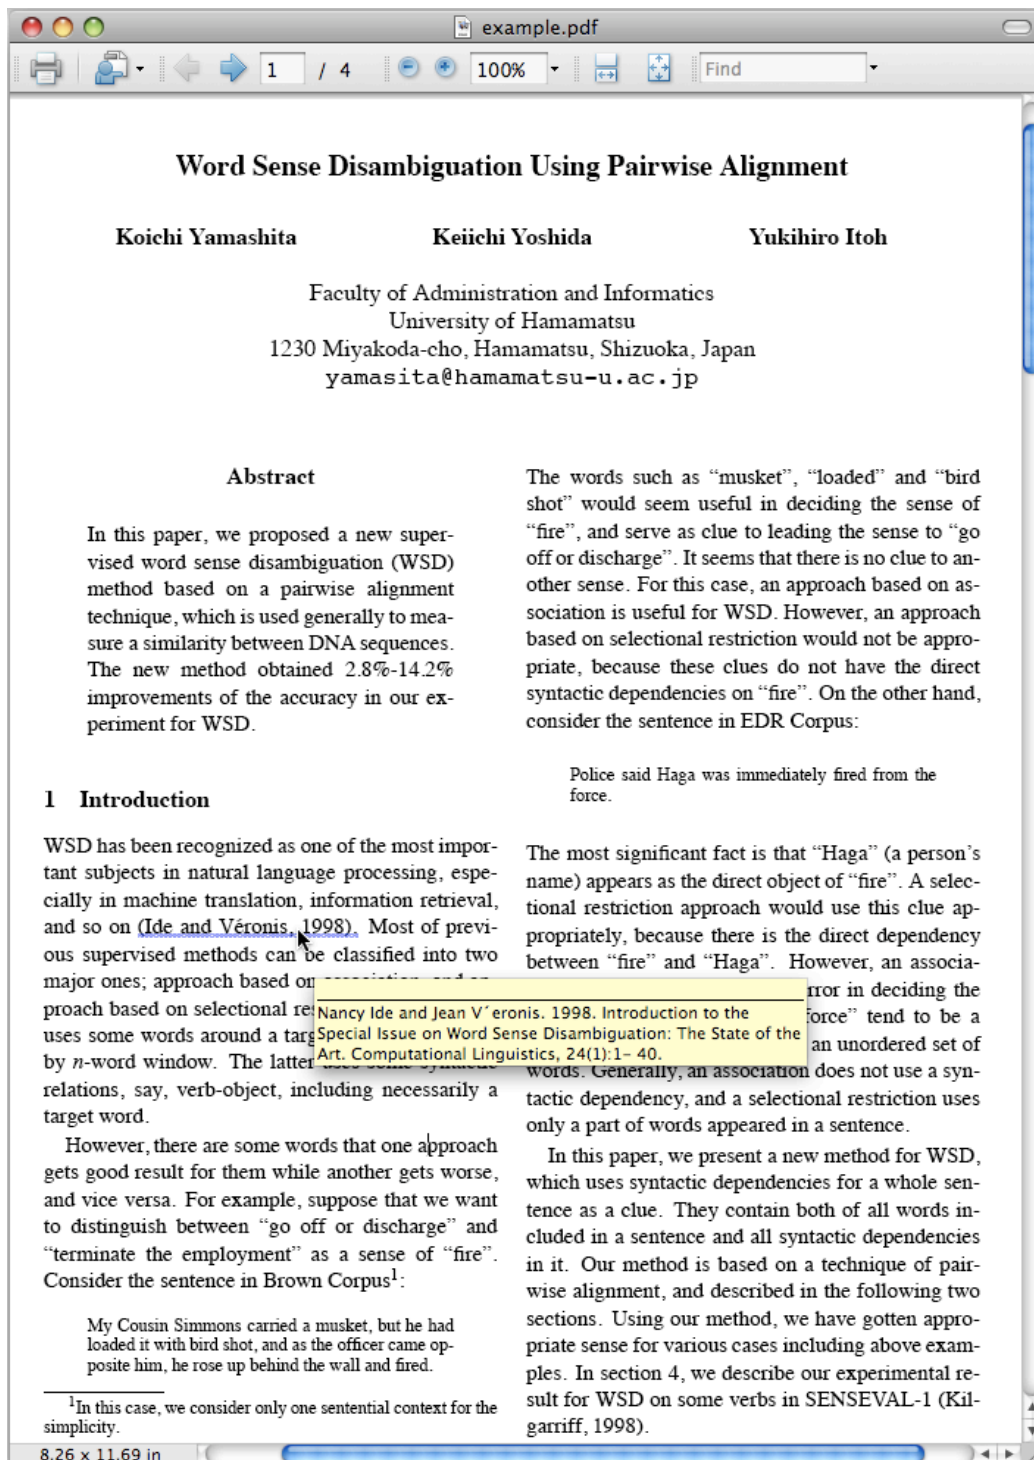 example.pdf
1 / 4 100% Find
Word Sense Disambiguation Using Pairwise Alignment
Koichi Yamashita Keiichi Yoshida Yukihiro Itoh
Faculty of Administration and Informatics
University of Hamamatsu
1230 Miyakoda-cho, Hamamatsu, Shizuoka, Japan
yamasita@hamamatsu-u.ac.jp
Abstract
In this paper, we proposed a new super-
vised word sense disambiguation (WSD)
method based on a pairwise alignment
technique, which is used generally to mea-
sure a similarity between DNA sequences.
The new method obtained 2.8%-14.2%
improvements of the accuracy in our ex-
periment for WSD.
1 Introduction
WSD has been recognized as one of the most impor-
tant subjects in natural language processing, espe-
cially in machine translation, information retrieval,
and so on (Ide and Véronis, 1998). Most of previ-
ous supervised methods can be classified into two
major ones; approach based on association, and ap-
proach based on selectional res
uses some words around a targ
by n-word window. The latter uses some syntactic
relations, say, verb-object, including necessarily a
target word.
However, there are some words that one approach
gets good result for them while another gets worse,
and vice versa. For example, suppose that we want
to distinguish between “go off or discharge” and
“terminate the employment” as a sense of “fire”.
Consider the sentence in Brown Corpus1:
My Cousin Simmons carried a musket, but he had
loaded it with bird shot, and as the officer came op-
posite him, he rose up behind the wall and fired.
1In this case, we consider only one sentential context for the
simplicity.
The words such as “musket”, “loaded” and “bird
shot” would seem useful in deciding the sense of
“fire”, and serve as clue to leading the sense to “go
off or discharge”. It seems that there is no clue to an-
other sense. For this case, an approach based on as-
sociation is useful for WSD. However, an approach
based on selectional restriction would not be appro-
priate, because these clues do not have the direct
syntactic dependencies on “fire”. On the other hand,
consider the sentence in EDR Corpus:
Police said Haga was immediately fired from the
force.
The most significant fact is that “Haga” (a person’s
name) appears as the direct object of “fire”. A selec-
tional restriction approach would use this clue ap-
propriately, because there is the direct dependency
between “fire” and “Haga”. However, an associa-
rror in deciding the
force” tend to be a
an unordered set of
words. Generally, an association does not use a syn-
tactic dependency, and a selectional restriction uses
only a part of words appeared in a sentence.
In this paper, we present a new method for WSD,
which uses syntactic dependencies for a whole sen-
tence as a clue. They contain both of all words in-
cluded in a sentence and all syntactic dependencies
in it. Our method is based on a technique of pair-
wise alignment, and described in the following two
sections. Using our method, we have gotten appro-
priate sense for various cases including above exam-
ples. In section 4, we describe our experimental re-
sult for WSD on some verbs in SENSEVAL-1 (Kil-
garriff, 1998).
Nancy Ide and Jean V´eronis. 1998. Introduction to the
Special Issue on Word Sense Disambiguation: The State of the
Art. Computational Linguistics, 24(1):1– 40.
8.26 x 11.69 in